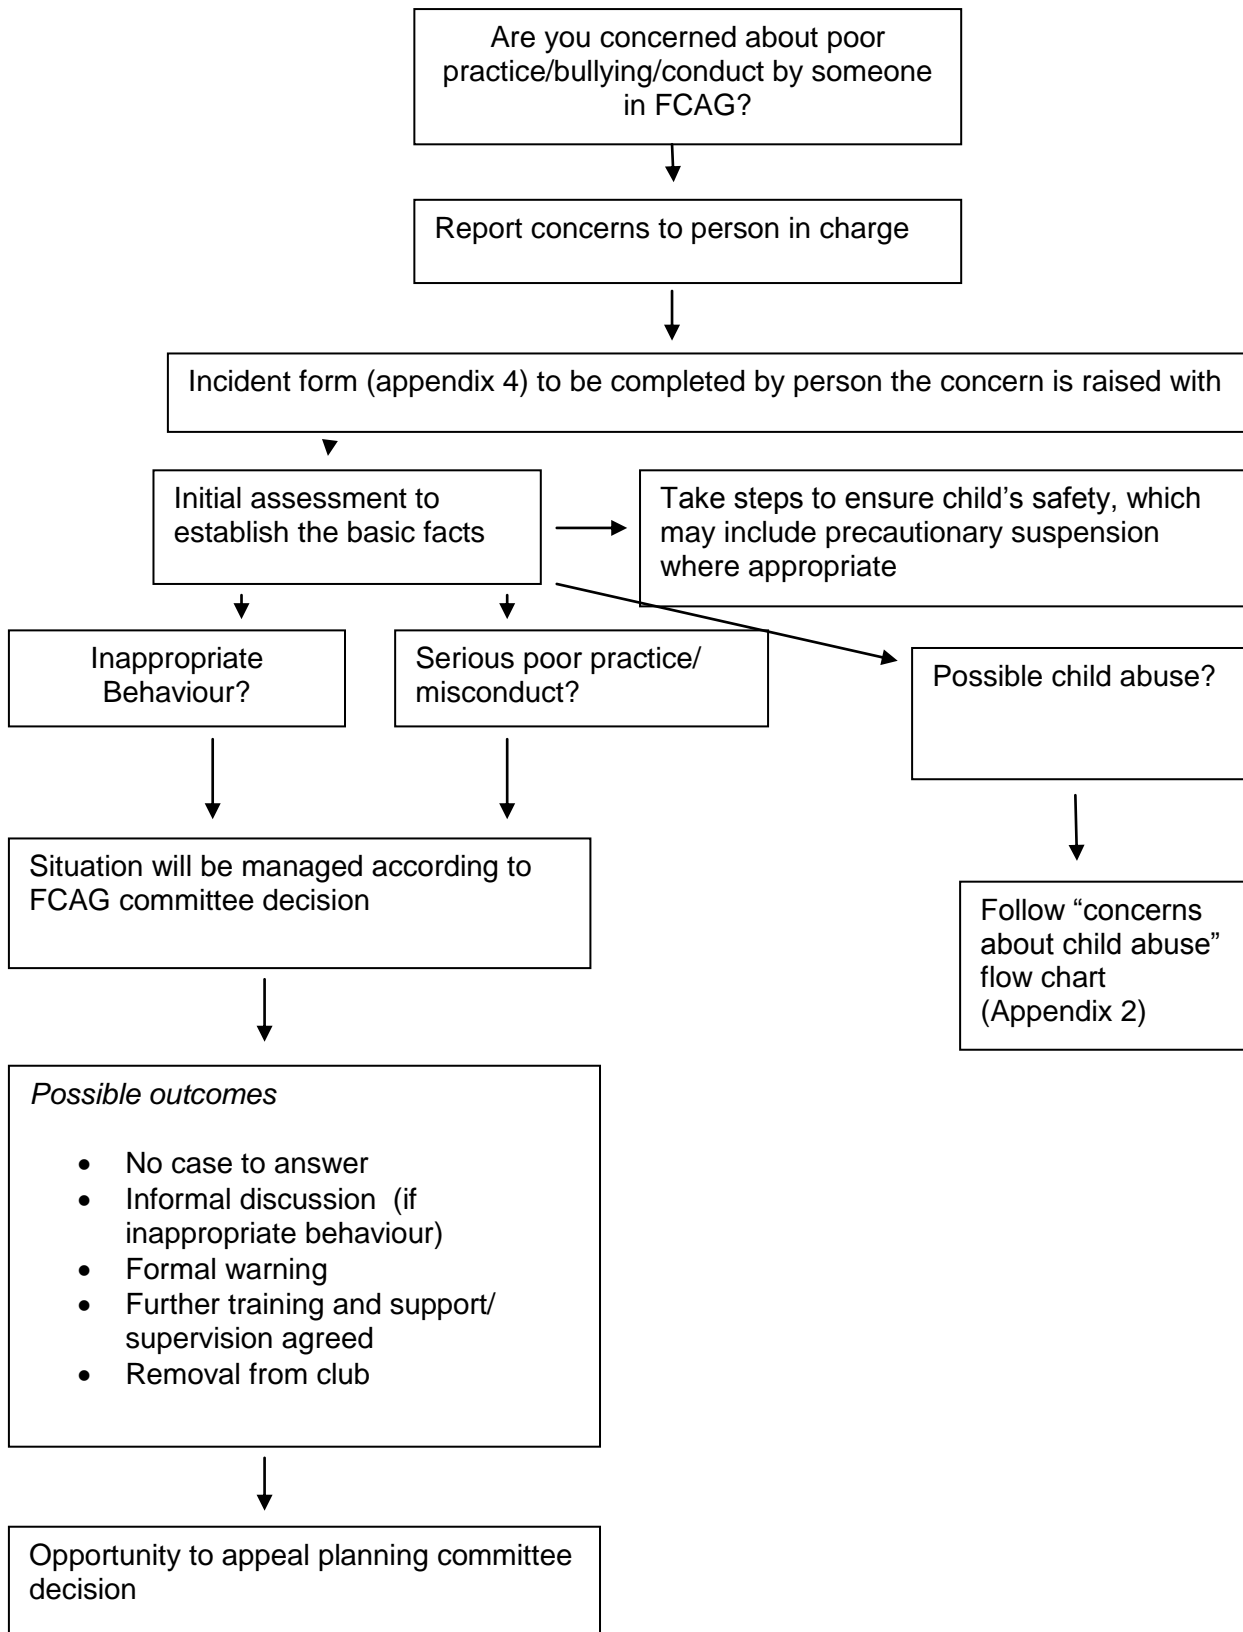 Are you concerned about poor
practice/bullying/conduct by someone
in FCAG?
Report concerns to person in charge
Incident form (appendix 4) to be completed by person the concern is raised with
Initial assessment to
establish the basic facts
Take steps to ensure child’s safety, which
may include precautionary suspension
where appropriate
Inappropriate
Behaviour?
Serious poor practice/
misconduct?
Possible child abuse?
Situation will be managed according to
FCAG committee decision
Follow “concerns
about child abuse”
flow chart
(Appendix 2)
Possible outcomes
• No case to answer
• Informal discussion  (if
inappropriate behaviour)
• Formal warning
• Further training and support/
supervision agreed
• Removal from club
Opportunity to appeal planning committee
decision